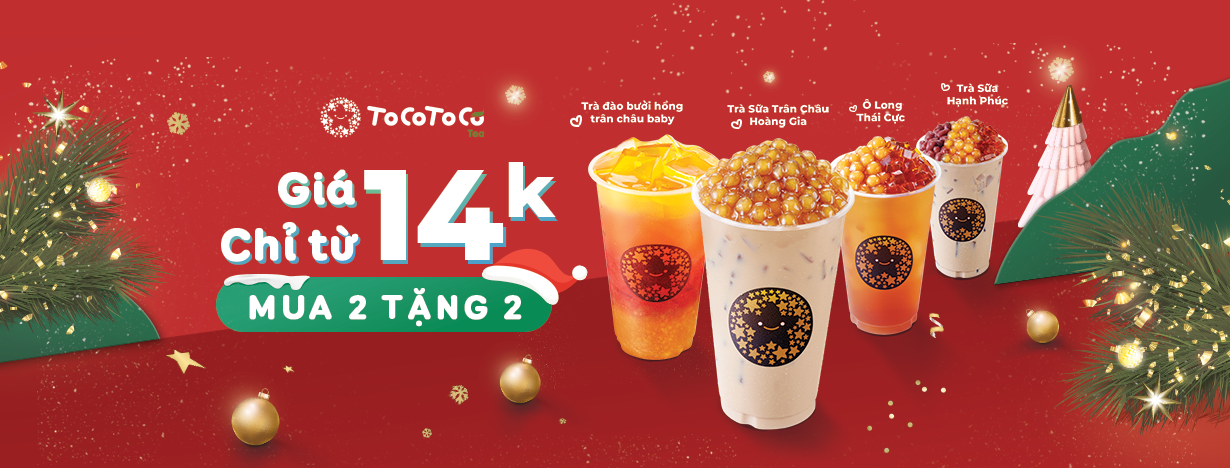 ToCoToCo
Tea
Giá
Chỉ từ
14k
MUA 2 TẶNG 2
Trà đào bưởi hồng
trân châu baby
Trà Sữa Trân Châu
Hoàng Gia
Ô Long
Thái Cực
Trà Sữa
Hạnh Phúc